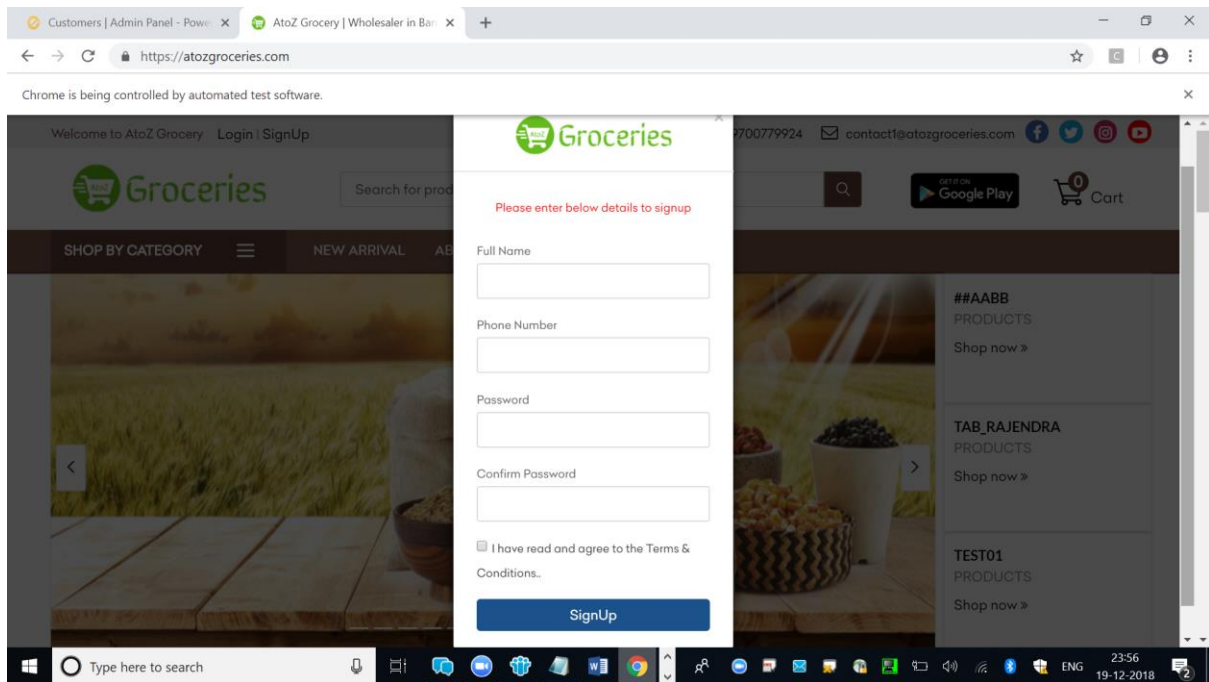 Customers | Admin Panel - Powe
AtoZ Grocery | Wholesaler in Ban
https://atozgroceries.com
Chrome is being controlled by automated test software.
Welcome to AtoZ Grocery Login | SignUp
9700779924 contact1@atozgroceries.com
AtoZ Groceries
Search for prod
GET IT ON
Google Play
0
Cart
SHOP BY CATEGORY NEW ARRIVAL AB
AtoZ Groceries
Please enter below details to signup
Full Name
Phone Number
Password
Confirm Password
I have read and agree to the Terms &
Conditions..
SignUp
##AABB
PRODUCTS
Shop now »
TAB_RAJENDRA
PRODUCTS
Shop now »
TEST01
PRODUCTS
Shop now »
Type here to search
ENG
23:56
19-12-2018
2